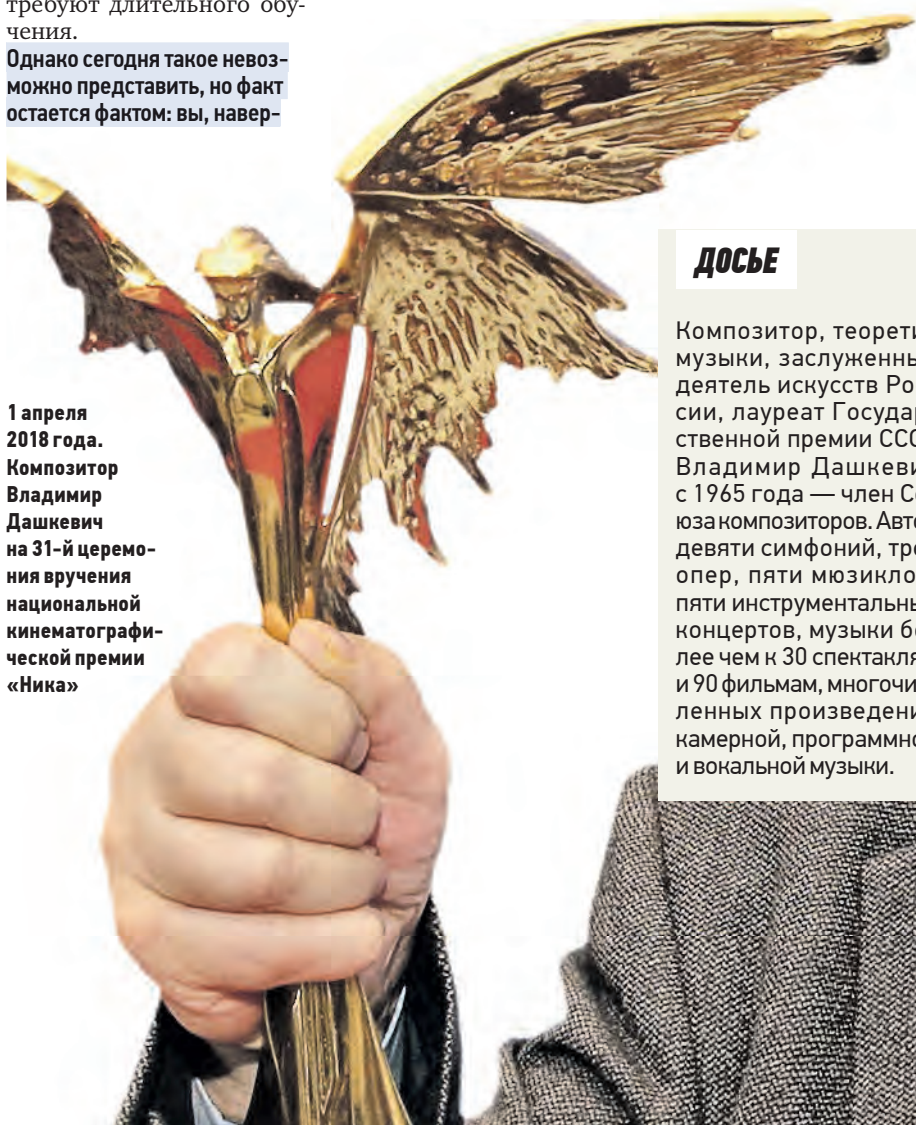 требуют длительного обу-
чения.
Однако сегодня такое невоз-
можно представить, но факт
остается фактом: вы, навер-
1 апреля
2018 года.
Композитор
Владимир
Дашкевич
на 31-й церемо-
ния вручения
национальной
кинематографи-
ческой премии
«Ника»
ДОСЬЕ
Композитор, теорети
музыки, заслуженны
деятель искусств Ро
сии, лауреат Государ
ственной премии ССС
Владимир Дашкеви
с 1965 года — член Со
юза композиторов. Авто
девяти симфоний, тре
опер, пяти мюзикло
пяти инструментальны
концертов, музыки бо
лее чем к 30 спектакля
и 90 фильмам, многочи
ленных произведени
камерной, программно
и вокальной музыки.